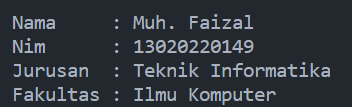 Nama     : Muh. Faizal
Nim      : 13020220149
Jurusan  : Teknik Informatika
Fakultas : Ilmu Komputer